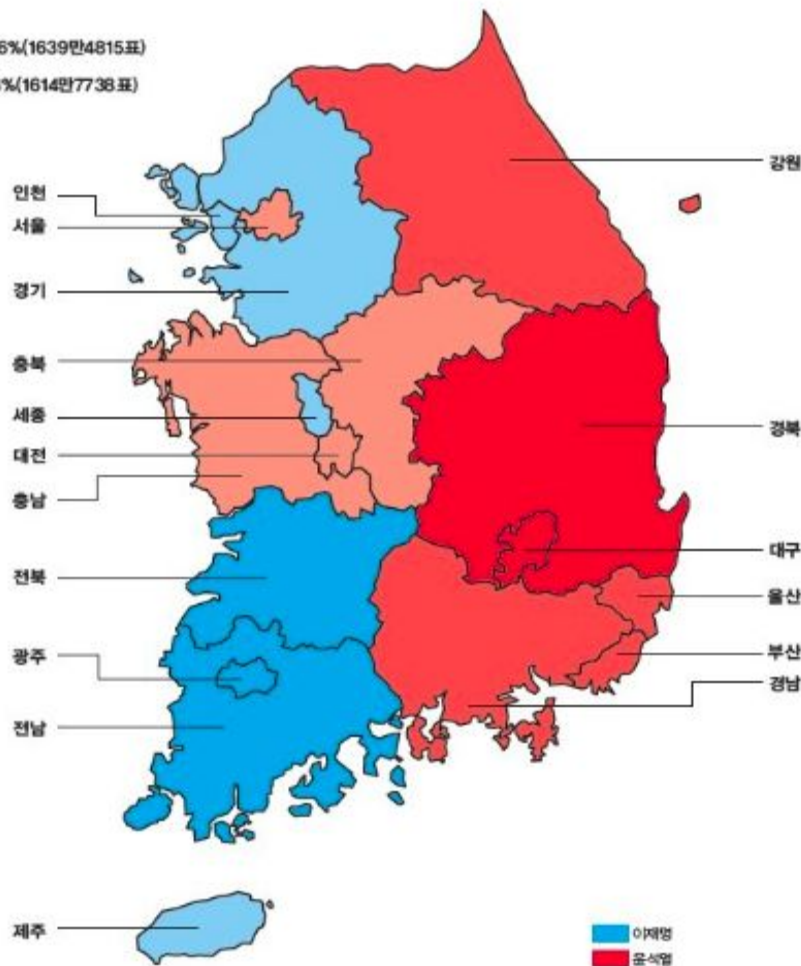 6%(1639만4815표)
%(1614만7738표)
인천
서울
경기
충북
세종
대전
충남
전북
광주
전남
제주
강원
경북
대구
울산
부산
경남
이재명
윤석열